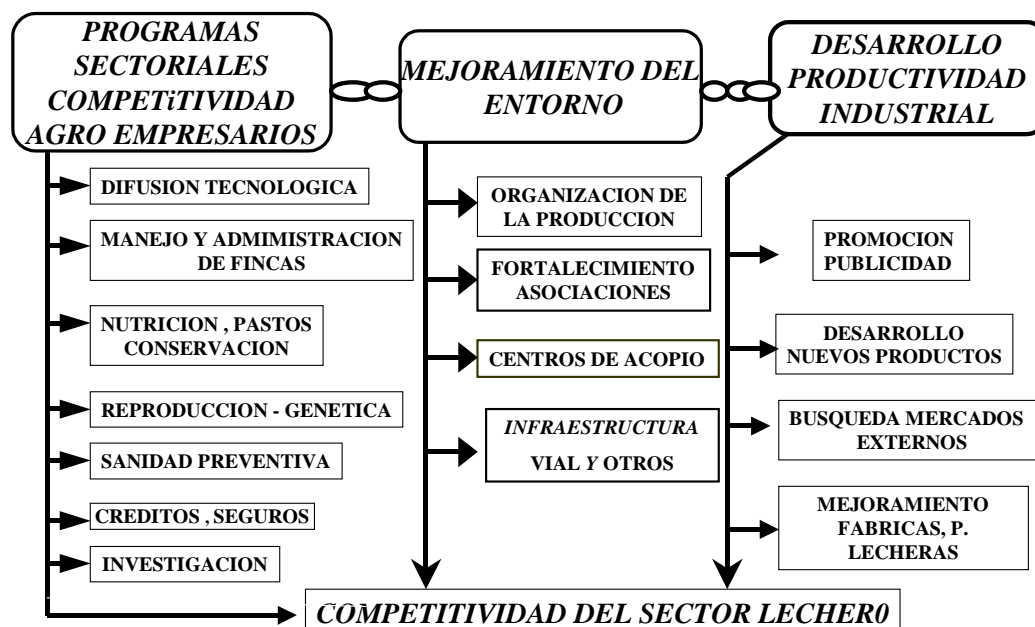 PROGRAMAS
SECTORIALES
COMPETiTIVIDAD
AGRO EMPRESARIOS
DIFUSION TECNOLOGICA
MANEJO Y ADMIMISTRACION
DE FINCAS
NUTRICION , PASTOS
CONSERVACION
REPRODUCCION - GENETICA
SANIDAD PREVENTIVA
CREDITOS , SEGUROS
INVESTIGACION
MEJORAMIENTO DEL
ENTORNO
ORGANIZACION DE
LA PRODUCCION
FORTALECIMIENTO
ASOCIACIONES
CENTROS DE ACOPIO
INFRAESTRUCTURA
VIAL Y OTROS
DESARROLLO
PRODUCTIVIDAD
INDUSTRIAL
PROMOCION
PUBLICIDAD
DESARROLLO
NUEVOS PRODUCTOS
BUSQUEDA MERCADOS
EXTERNOS
MEJORAMIENTO
FABRICAS, P.
LECHERAS
COMPETITIVIDAD DEL SECTOR LECHER0